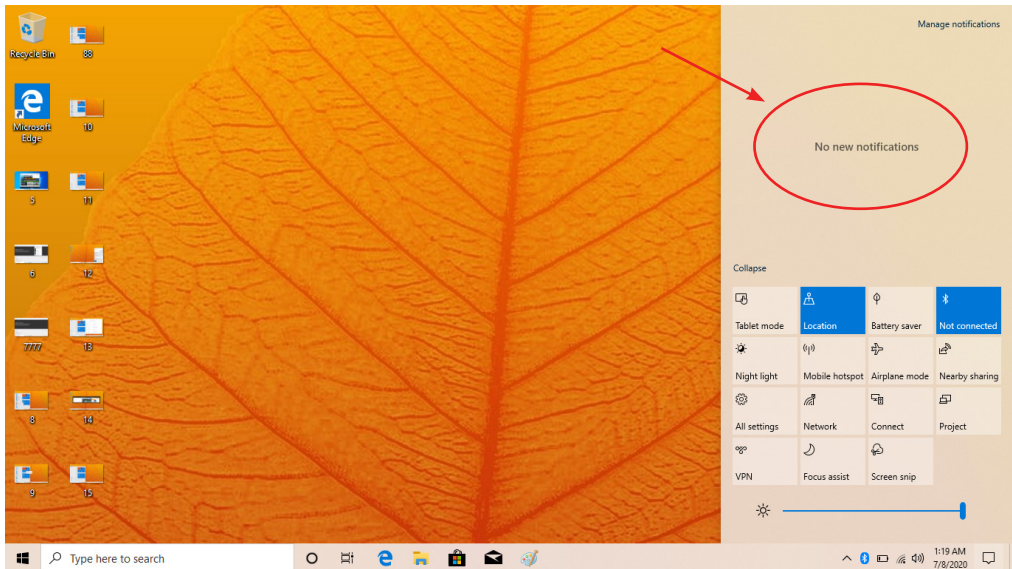 Recycle Bin
88
Microsoft
Edge
10
5
11
6
12
7777
13
8
14
9
15
Manage notifications
No new notifications
Collapse
Tablet mode
Location
Battery saver
Not connected
Night light
Mobile hotspot
Airplane mode
Nearby sharing
All settings
Network
Connect
Project
VPN
Focus assist
Screen snip
Type here to search
1:19 AM
7/8/2020